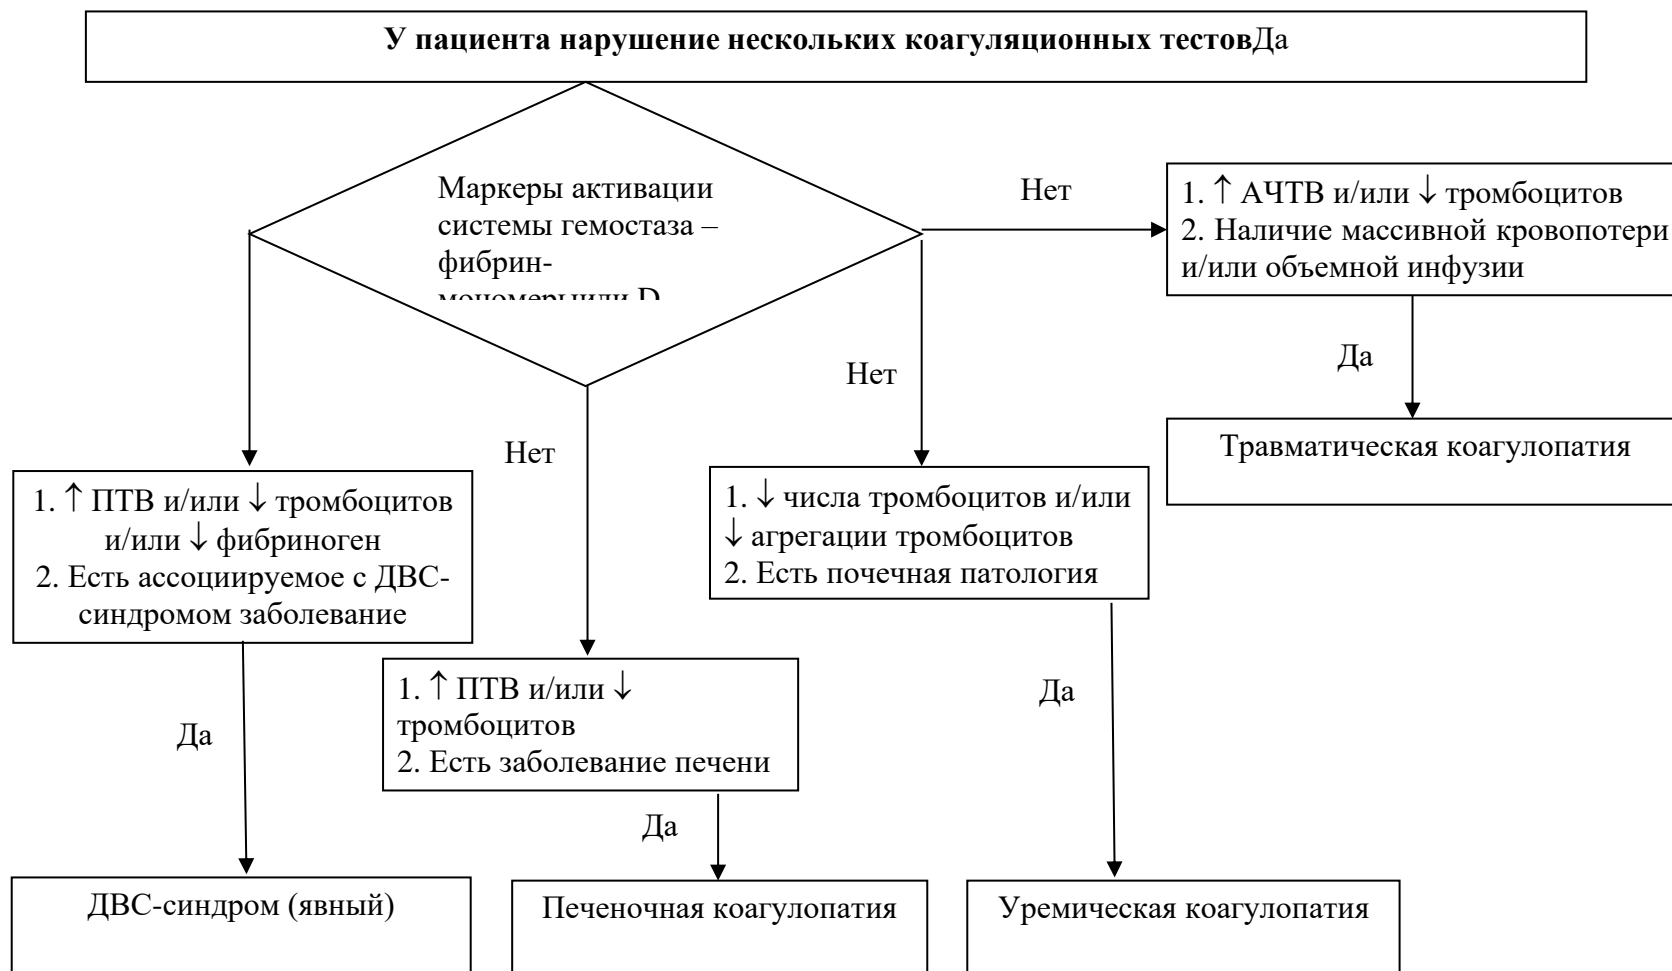 У пациента нарушение нескольких коагуляционных тестовДа
Маркеры активации
системы гемостаза –
фибрин-
мономерыили D
Нет
1. ↑ АЧТВ и/или ↓ тромбоцитов
2. Наличие массивной кровопотери
и/или объемной инфузии
Да
Травматическая коагулопатия
Нет
Нет
1. ↑ ПТВ и/или ↓ тромбоцитов
и/или ↓ фибриноген
2. Есть ассоциируемое с ДВС-
синдромом заболевание
1. ↓ числа тромбоцитов и/или
↓ агрегации тромбоцитов
2. Есть почечная патология
1. ↑ ПТВ и/или ↓
тромбоцитов
2. Есть заболевание печени
Да
Да
Да
ДВС-синдром (явный)
Печеночная коагулопатия
Уремическая коагулопатия